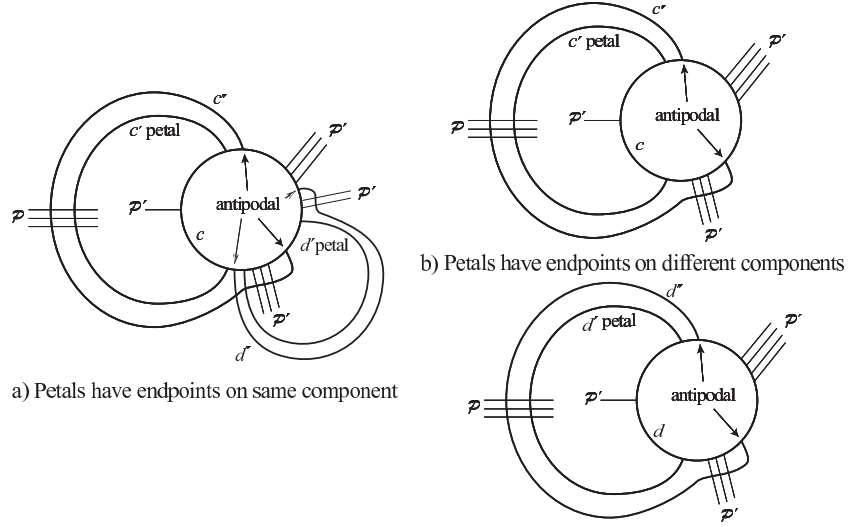 c″
c′ petal
𝒫′
𝒫
𝒫′
antipodal
c
d′ petal
𝒫′
𝒫′
d″
a) Petals have endpoints on same component
c″
c′ petal
𝒫′
𝒫
𝒫′
antipodal
c
𝒫′
b) Petals have endpoints on different components
d″
d′ petal
𝒫′
𝒫
𝒫′
antipodal
d
𝒫′